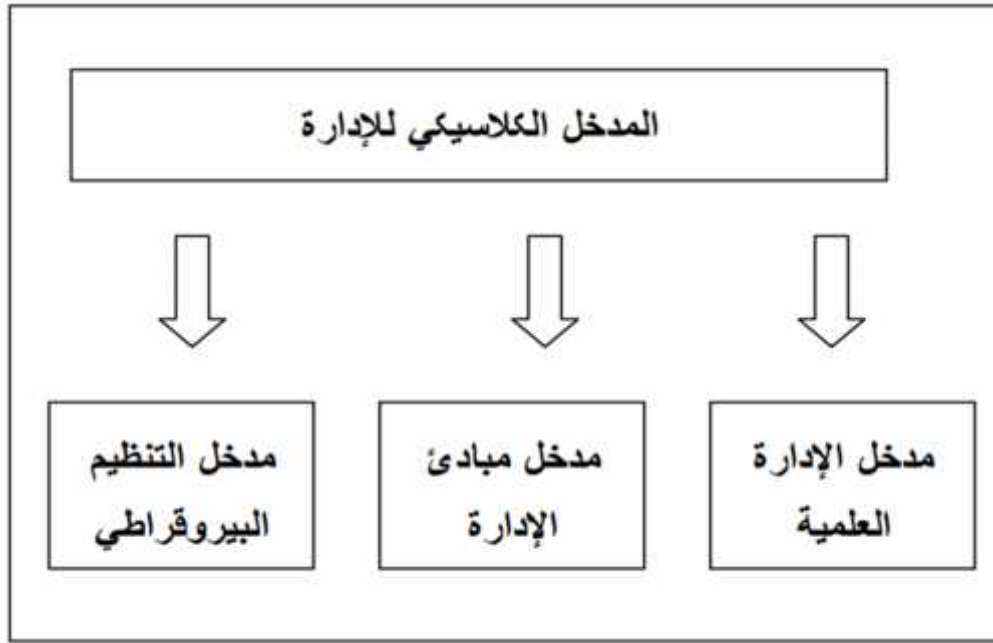 المدخل الكلاسيكي للإدارة
مدخل الإدارة
العلمية
مدخل مبادئ
الإدارة
مدخل التنظيم
البيروقراطي